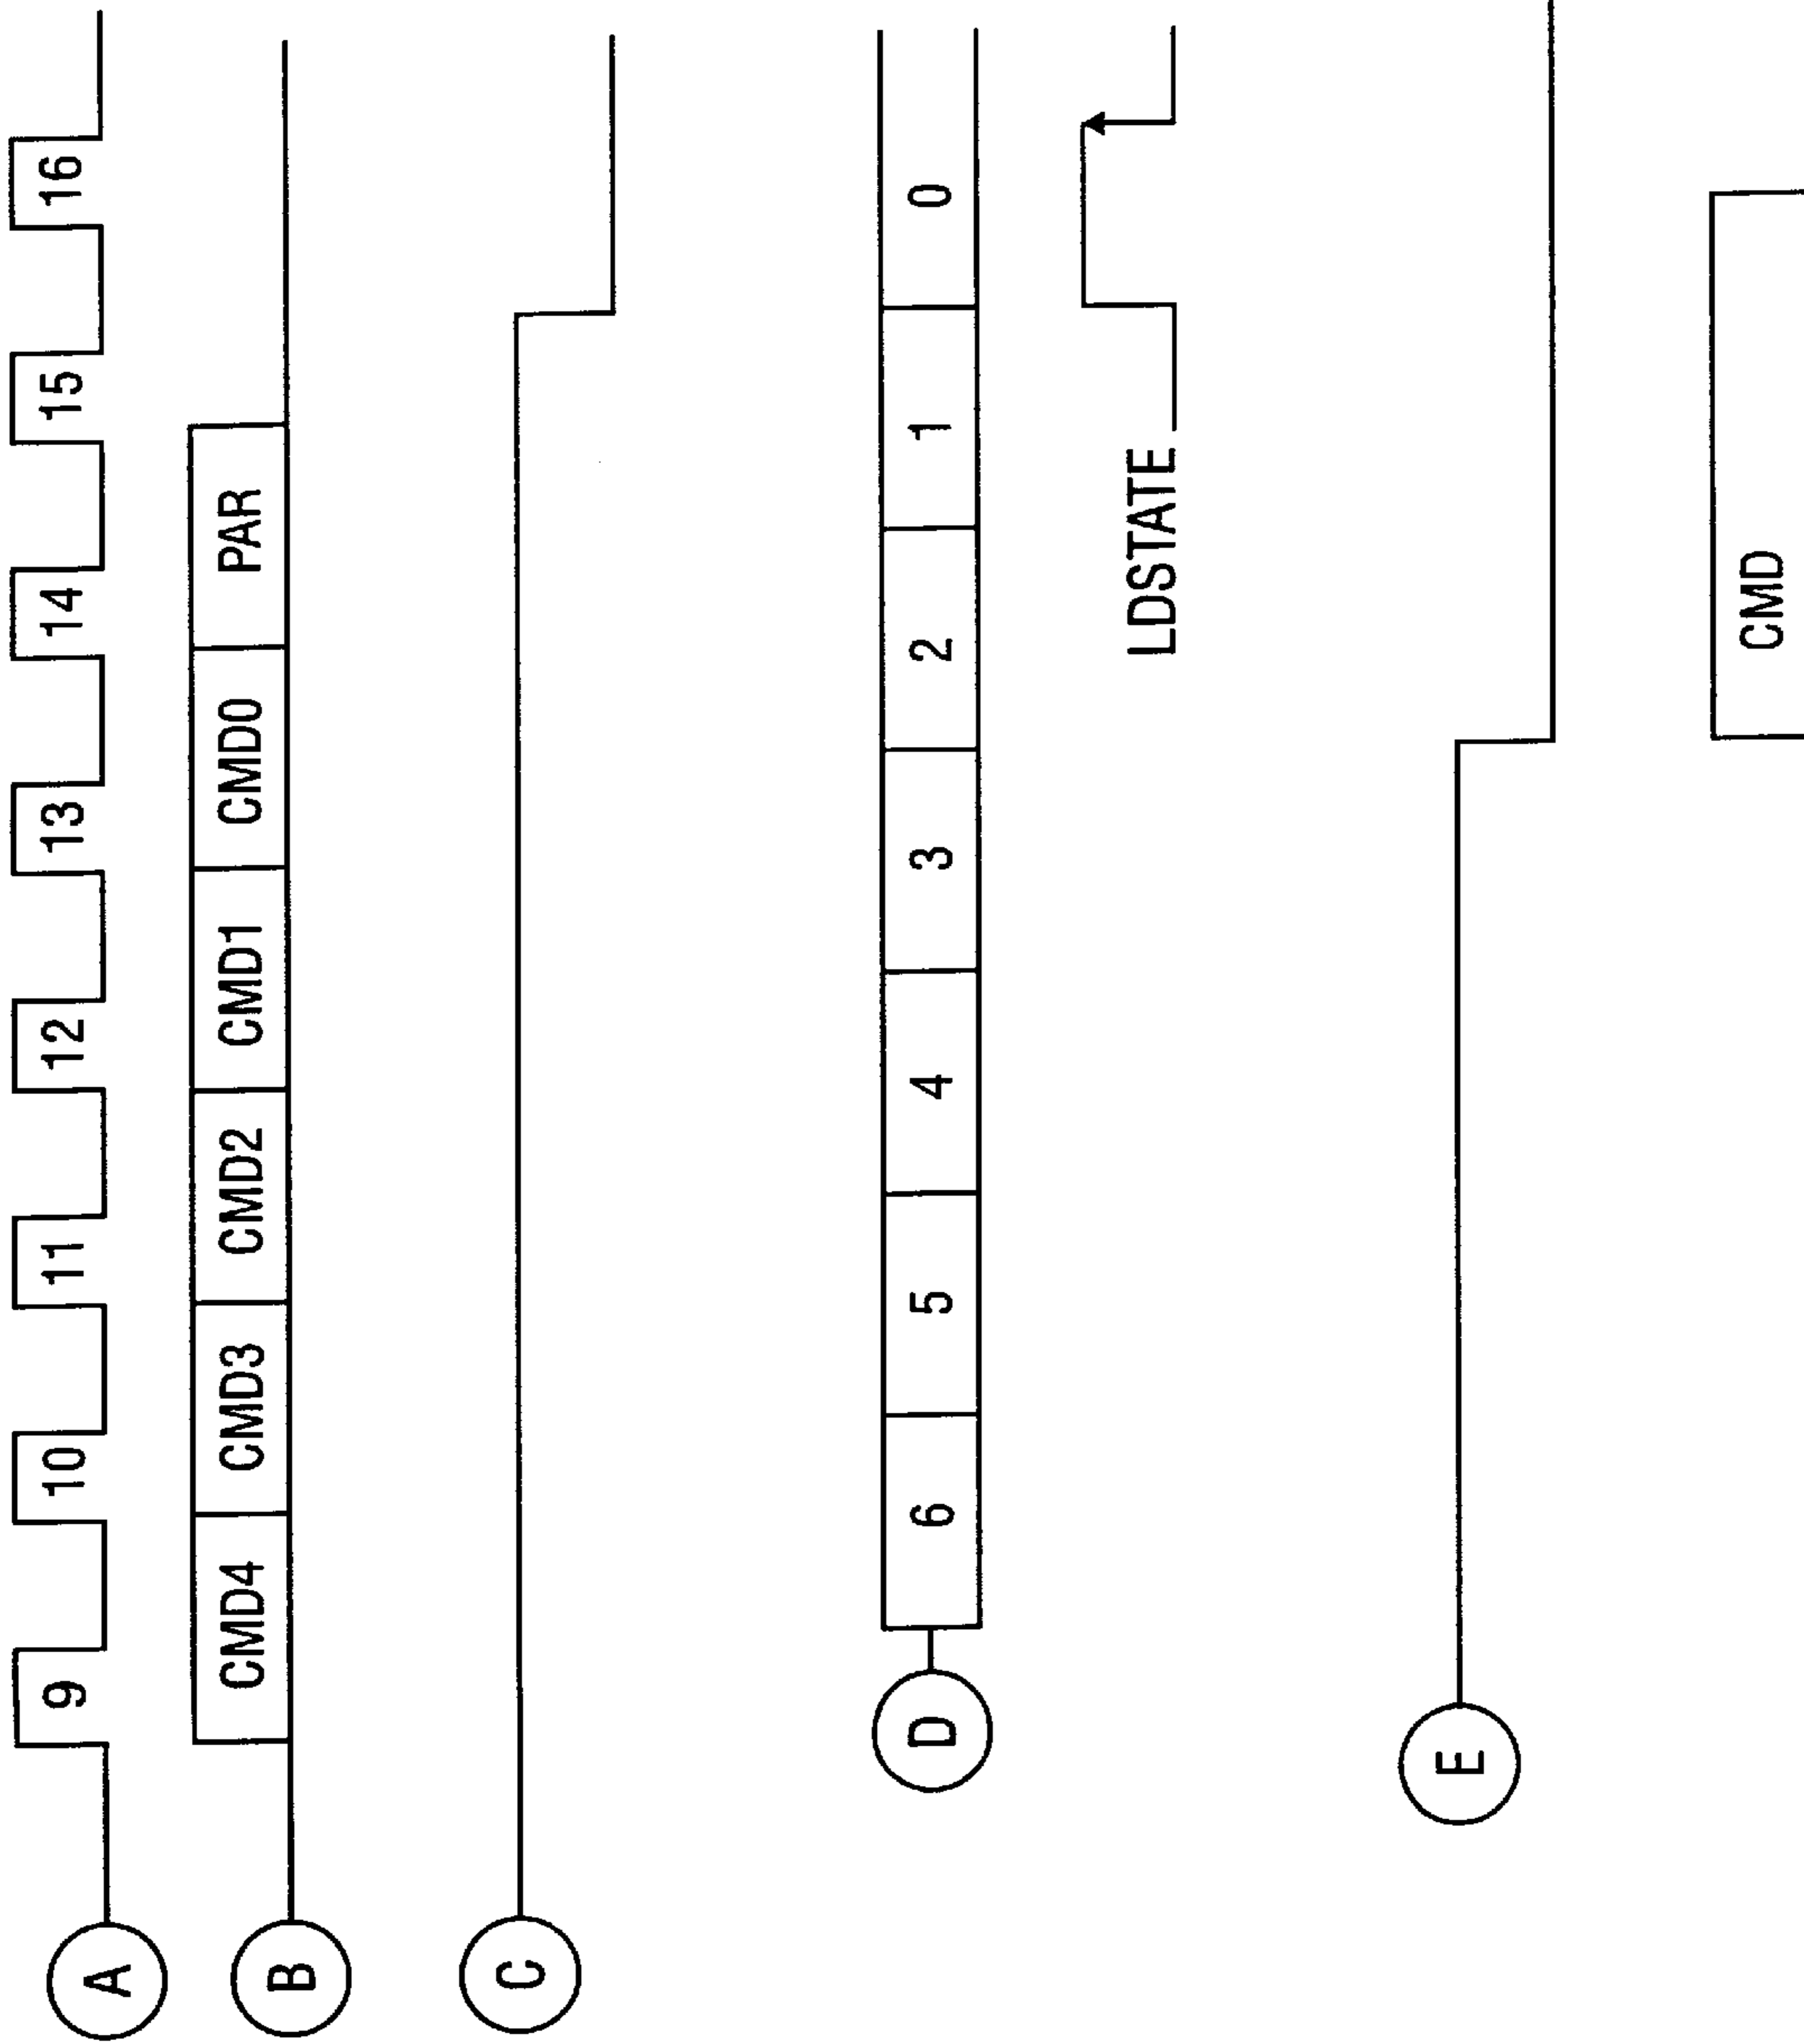 A 9 10 11 12 13 14 15 16
B CMD4 CMD3 CMD2 CMD1 CMD0 PAR
C
D 6 5 4 3 2 1 0
LDSTATE
E
CMD